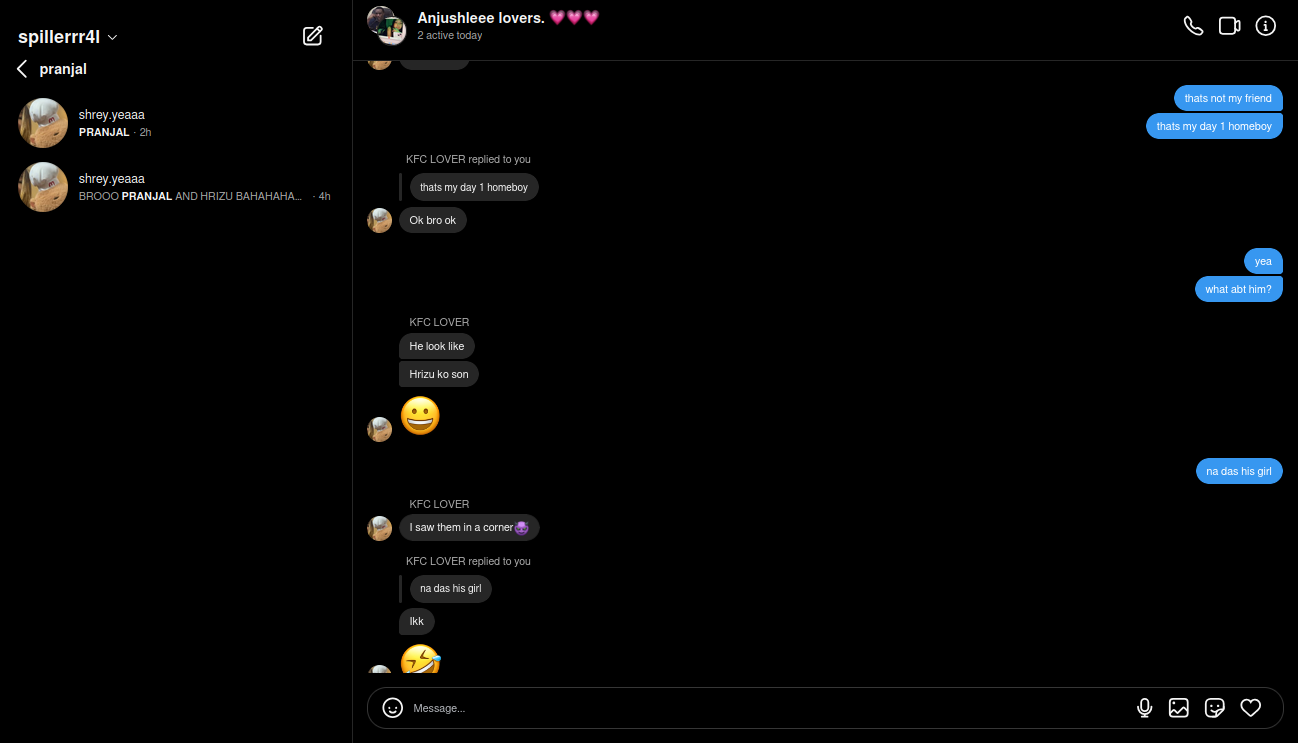 spillerrr4l
pranjal
shrey.yeaaa
PRANJAL · 2h
shrey.yeaaa
BROOO PRANJAL AND HRIZU BAHAHAHA... · 4h
Anjushleee lovers. 💗💗💗
2 active today
thats not my friend
thats my day 1 homeboy
KFC LOVER replied to you
thats my day 1 homeboy
Ok bro ok
yea
what abt him?
KFC LOVER
He look like
Hrizu ko son
😀
na das his girl
KFC LOVER
I saw them in a corner😈
KFC LOVER replied to you
na das his girl
Ikk
🤣
Message...